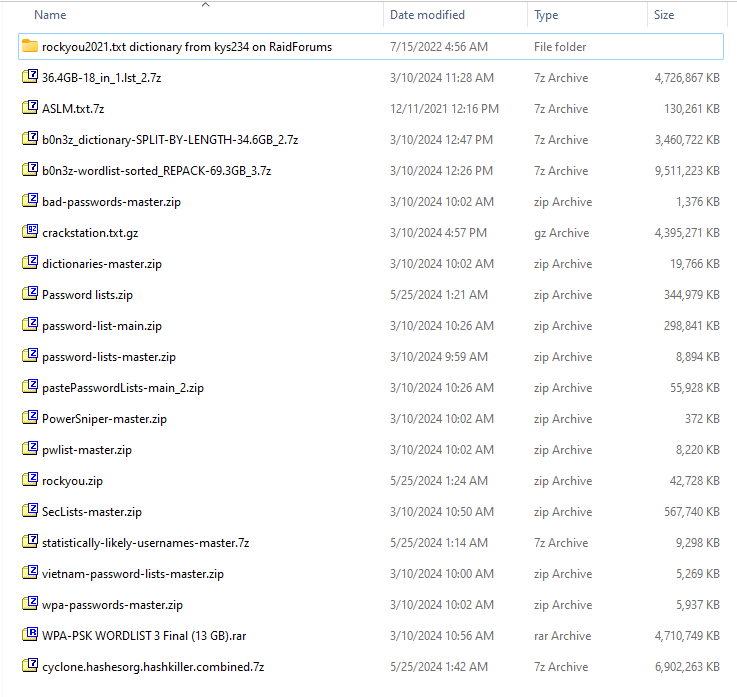 Name Date modified Type Size
rockyou2021.txt dictionary from kys234 on RaidForums 7/15/2022 4:56 AM File folder
36.4GB-18_in_1.lst_2.7z 3/10/2024 11:28 AM 7z Archive 4,726,867 KB
ASLM.txt.7z 12/11/2021 12:16 PM 7z Archive 130,261 KB
b0n3z_dictionary-SPLIT-BY-LENGTH-34.6GB_2.7z 3/10/2024 12:47 PM 7z Archive 3,460,722 KB
b0n3z-wordlist-sorted_REPACK-69.3GB_3.7z 3/10/2024 12:26 PM 7z Archive 9,511,223 KB
bad-passwords-master.zip 3/10/2024 10:02 AM zip Archive 1,376 KB
crackstation.txt.gz 3/10/2024 4:57 PM gz Archive 4,395,271 KB
dictionaries-master.zip 3/10/2024 10:02 AM zip Archive 19,766 KB
Password lists.zip 5/25/2024 1:21 AM zip Archive 344,979 KB
password-list-main.zip 3/10/2024 10:26 AM zip Archive 298,841 KB
password-lists-master.zip 3/10/2024 9:59 AM zip Archive 8,894 KB
pastePasswordLists-main_2.zip 3/10/2024 10:26 AM zip Archive 55,928 KB
PowerSniper-master.zip 3/10/2024 10:02 AM zip Archive 372 KB
pwlist-master.zip 3/10/2024 10:02 AM zip Archive 8,220 KB
rockyou.zip 5/25/2024 1:24 AM zip Archive 42,728 KB
SecLists-master.zip 3/10/2024 10:50 AM zip Archive 567,740 KB
statistically-likely-usernames-master.7z 5/25/2024 1:14 AM 7z Archive 9,298 KB
vietnam-password-lists-master.zip 3/10/2024 10:00 AM zip Archive 5,269 KB
wpa-passwords-master.zip 3/10/2024 10:02 AM zip Archive 5,937 KB
WPA-PSK WORDLIST 3 Final (13 GB).rar 3/10/2024 10:56 AM rar Archive 4,710,749 KB
cyclone.hashesorg.hashkiller.combined.7z 5/25/2024 1:42 AM 7z Archive 6,902,263 KB